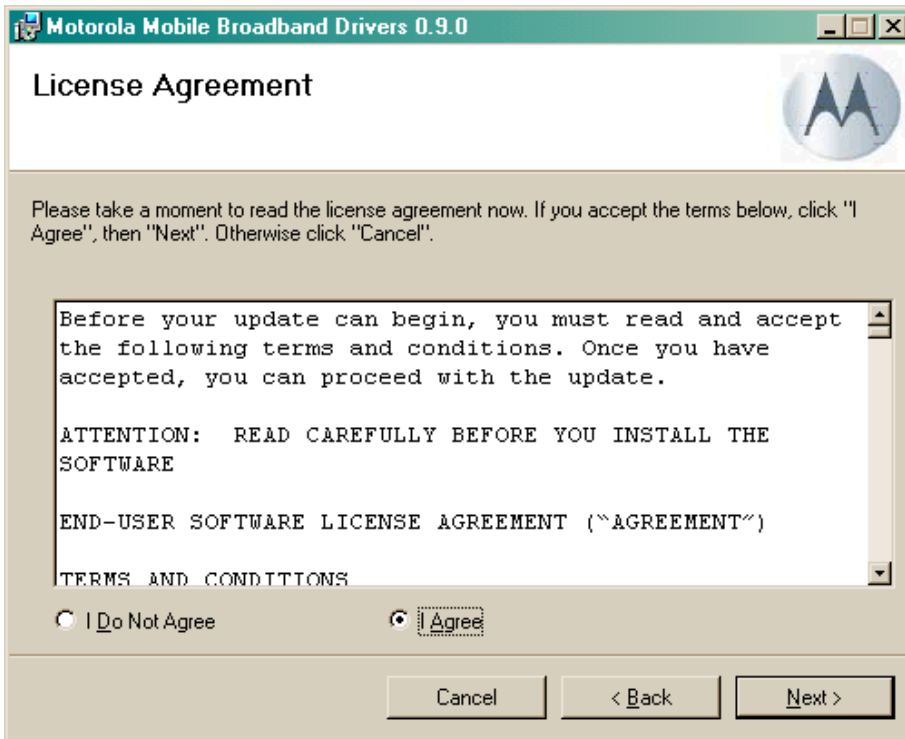 Motorola Mobile Broadband Drivers 0.9.0
License Agreement
Please take a moment to read the license agreement now. If you accept the terms below, click "I
Agree", then "Next". Otherwise click "Cancel".
Before your update can begin, you must read and accept
the following terms and conditions. Once you have
accepted, you can proceed with the update.
ATTENTION:  READ CAREFULLY BEFORE YOU INSTALL THE
SOFTWARE
END-USER SOFTWARE LICENSE AGREEMENT (“AGREEMENT”)
TERMS AND CONDITIONS
I Do Not Agree
I Agree
Cancel
< Back
Next >